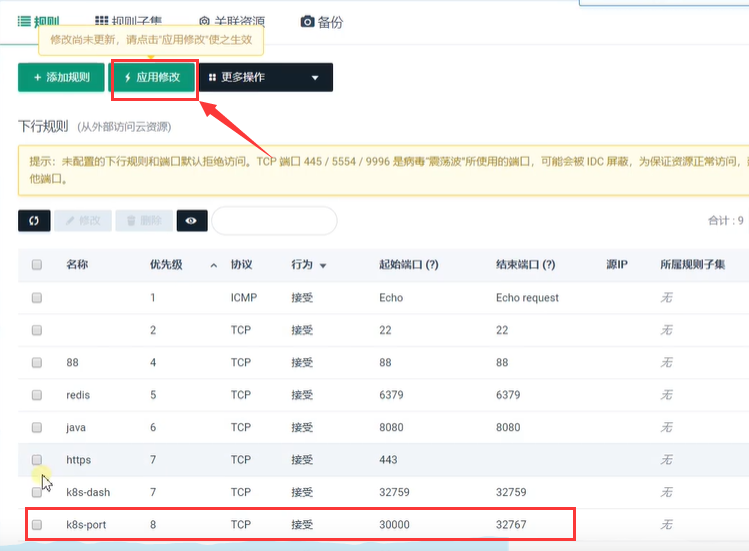 规则 规则子集 关联资源 备份
修改尚未更新，请点击"应用修改"使之生效
+ 添加规则 应用修改 更多操作
下行规则 (从外部访问云资源)
提示：未配置的下行规则和端口默认拒绝访问。TCP 端口 445 / 5554 / 9996 是病毒"震荡波"所使用的端口，可能会被 IDC 屏蔽，为保证资源正常访问，
他端口。
修改 删除 合计 : 9
名称 优先级 协议 行为 起始端口 (?) 结束端口 (?) 源IP 所属规则子集
1 ICMP 接受 Echo Echo request 无
2 TCP 接受 22 22 无
88 4 TCP 接受 88 88 无
redis 5 TCP 接受 6379 6379 无
java 6 TCP 接受 8080 8080 无
https 7 TCP 接受 443 无
k8s-dash 7 TCP 接受 32759 32759 无
k8s-port 8 TCP 接受 30000 32767 无